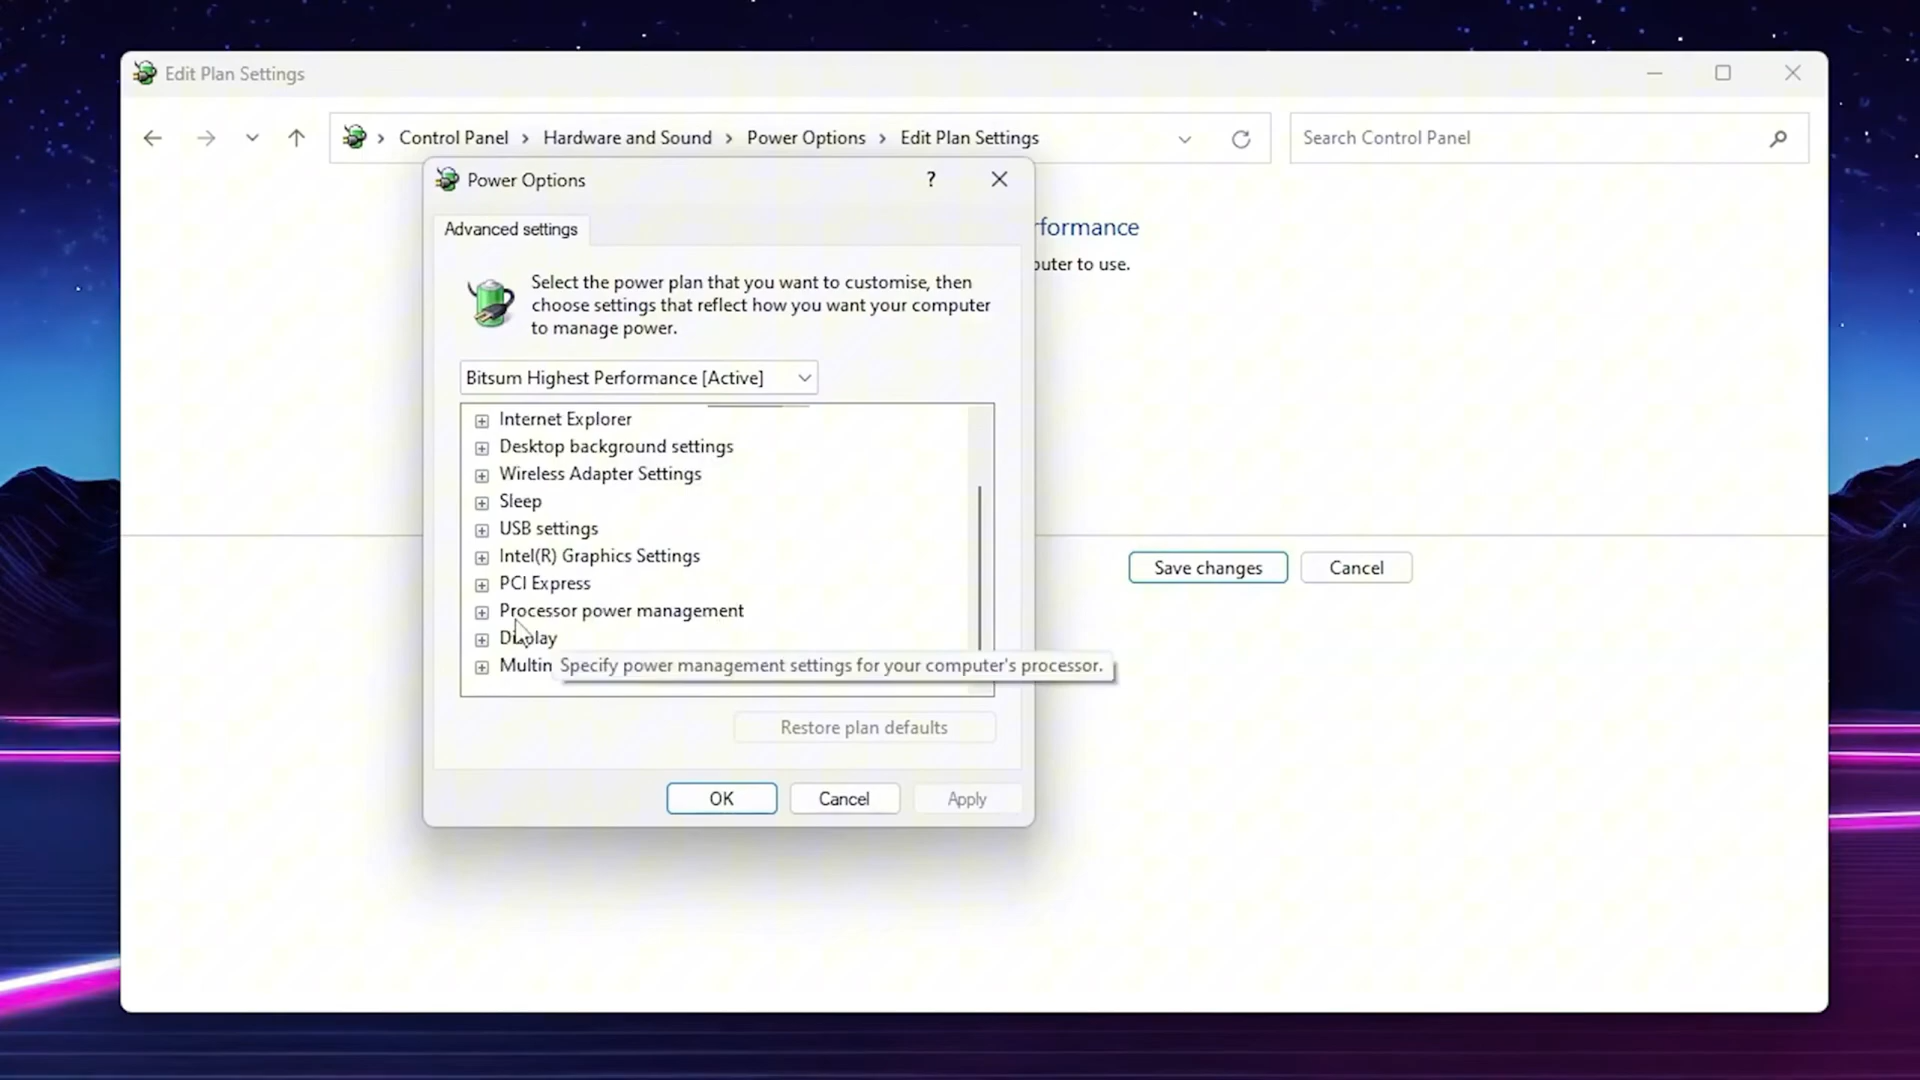 Edit Plan Settings
Control Panel > Hardware and Sound > Power Options > Edit Plan Settings
Search Control Panel
Power Options
?
Advanced settings
rformance
puter to use.
Select the power plan that you want to customise, then
choose settings that reflect how you want your computer
to manage power.
Bitsum Highest Performance [Active]
Internet Explorer
Desktop background settings
Wireless Adapter Settings
Sleep
USB settings
Intel(R) Graphics Settings
PCI Express
Processor power management
Display
Multin
Specify power management settings for your computer's processor.
Save changes
Cancel
Restore plan defaults
OK
Cancel
Apply